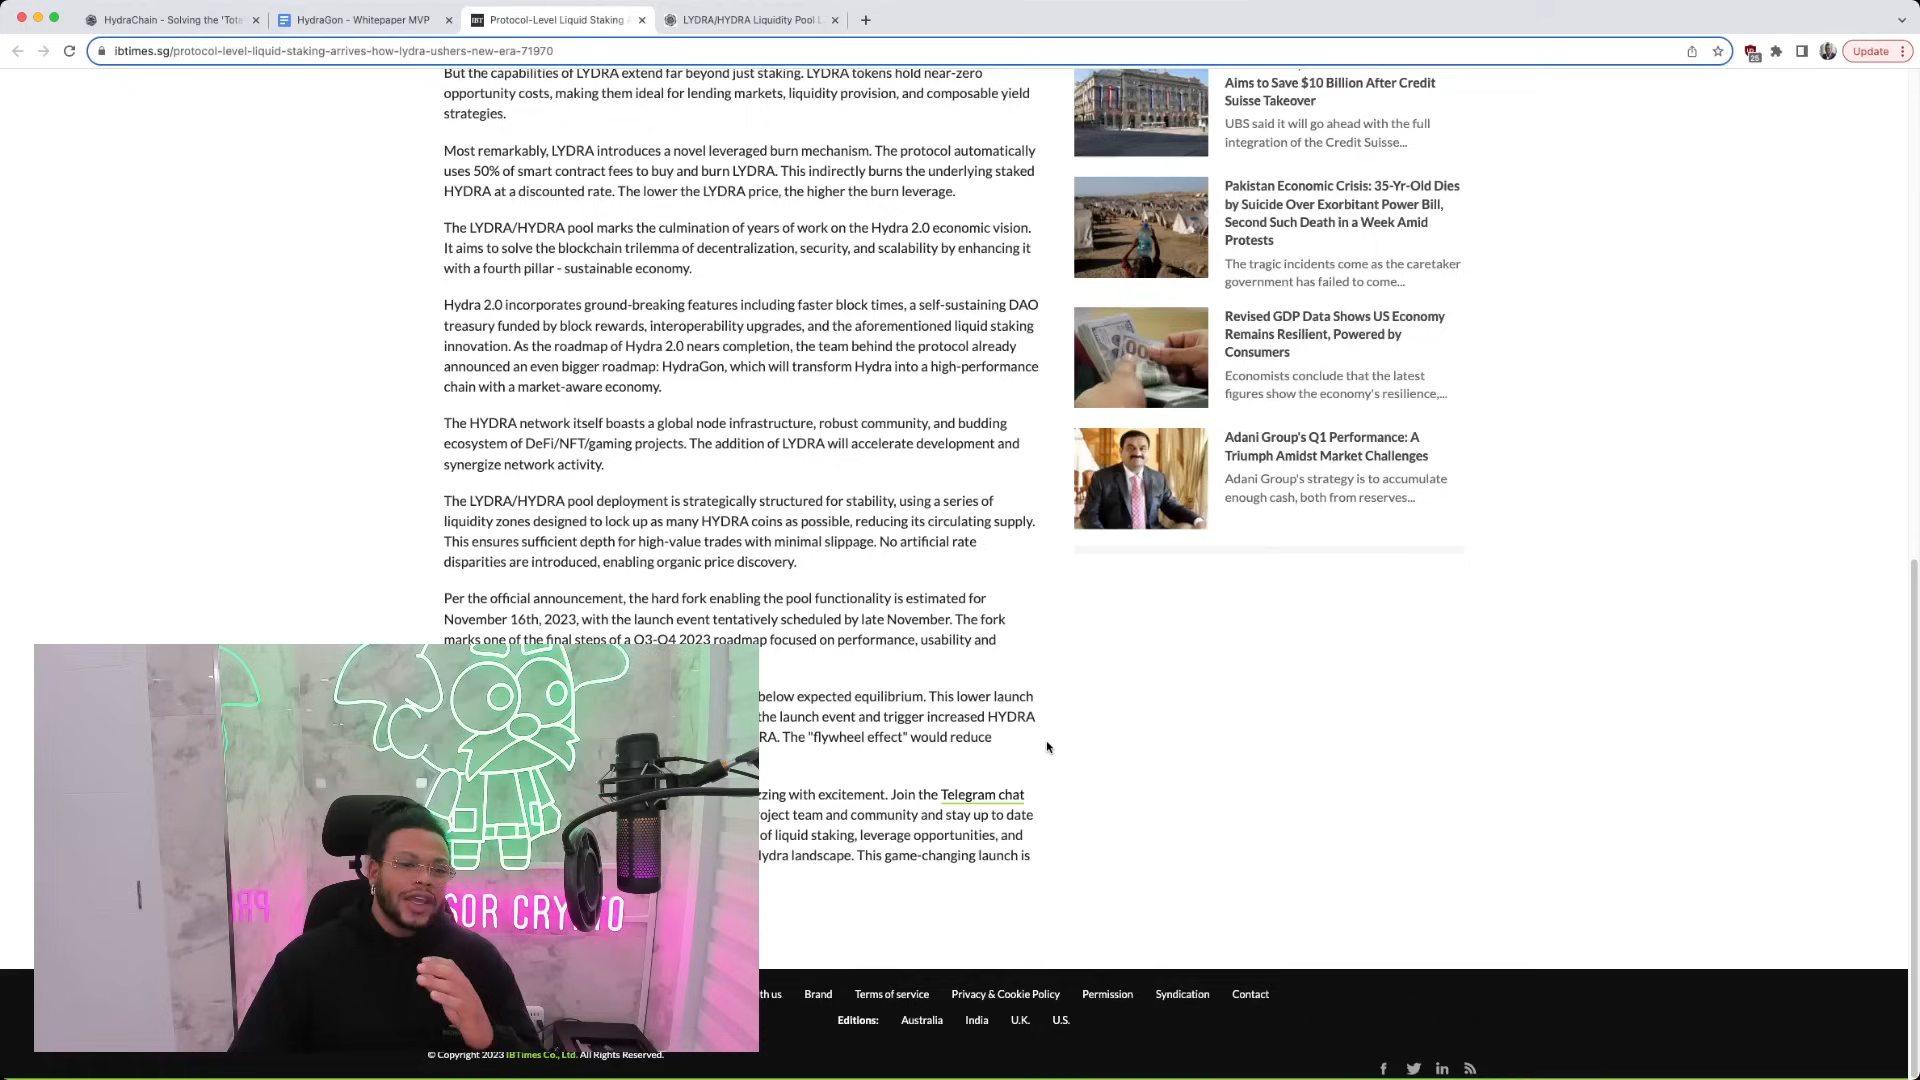 HydraChain - Solving the 'Tota
HydraGon - Whitepaper MVP
IBT
Protocol-Level Liquid Staking
LYDRA/HYDRA Liquidity Pool L
ibtimes.sg/protocol-level-liquid-staking-arrives-how-lydra-ushers-new-era-71970
25
Update
But the capabilities of LYDRA extend far beyond just staking. LYDRA tokens hold near-zero
opportunity costs, making them ideal for lending markets, liquidity provision, and composable yield
strategies.
Most remarkably, LYDRA introduces a novel leveraged burn mechanism. The protocol automatically
uses 50% of smart contract fees to buy and burn LYDRA. This indirectly burns the underlying staked
HYDRA at a discounted rate. The lower the LYDRA price, the higher the burn leverage.
The LYDRA/HYDRA pool marks the culmination of years of work on the Hydra 2.0 economic vision.
It aims to solve the blockchain trilemma of decentralization, security, and scalability by enhancing it
with a fourth pillar - sustainable economy.
Hydra 2.0 incorporates ground-breaking features including faster block times, a self-sustaining DAO
treasury funded by block rewards, interoperability upgrades, and the aforementioned liquid staking
innovation. As the roadmap of Hydra 2.0 nears completion, the team behind the protocol already
announced an even bigger roadmap: HydraGon, which will transform Hydra into a high-performance
chain with a market-aware economy.
The HYDRA network itself boasts a global node infrastructure, robust community, and budding
ecosystem of DeFi/NFT/gaming projects. The addition of LYDRA will accelerate development and
synergize network activity.
The LYDRA/HYDRA pool deployment is strategically structured for stability, using a series of
liquidity zones designed to lock up as many HYDRA coins as possible, reducing its circulating supply.
This ensures sufficient depth for high-value trades with minimal slippage. No artificial rate
disparities are introduced, enabling organic price discovery.
Per the official announcement, the hard fork enabling the pool functionality is estimated for
November 16th, 2023, with the launch event tentatively scheduled by late November. The fork
marks one of the final steps of a Q3-Q4 2023 roadmap focused on performance, usability and
below expected equilibrium. This lower launch
the launch event and trigger increased HYDRA
RA. The "flywheel effect" would reduce
zzing with excitement. Join the Telegram chat
oject team and community and stay up to date
of liquid staking, leverage opportunities, and
lydra landscape. This game-changing launch is
Aims to Save $10 Billion After Credit
Suisse Takeover
UBS said it will go ahead with the full
integration of the Credit Suisse...
Pakistan Economic Crisis: 35-Yr-Old Dies
by Suicide Over Exorbitant Power Bill,
Second Such Death in a Week Amid
Protests
The tragic incidents come as the caretaker
government has failed to come...
Revised GDP Data Shows US Economy
Remains Resilient, Powered by
Consumers
Economists conclude that the latest
figures show the economy's resilience,...
Adani Group's Q1 Performance: A
Triumph Amidst Market Challenges
Adani Group's strategy is to accumulate
enough cash, both from reserves...
SOR CRYPTO
th us
Brand
Terms of service
Privacy & Cookie Policy
Permission
Syndication
Contact
Editions:
Australia
India
U.K.
U.S.
© Copyright 2023 IBTimes Co., Ltd. All Rights Reserved.